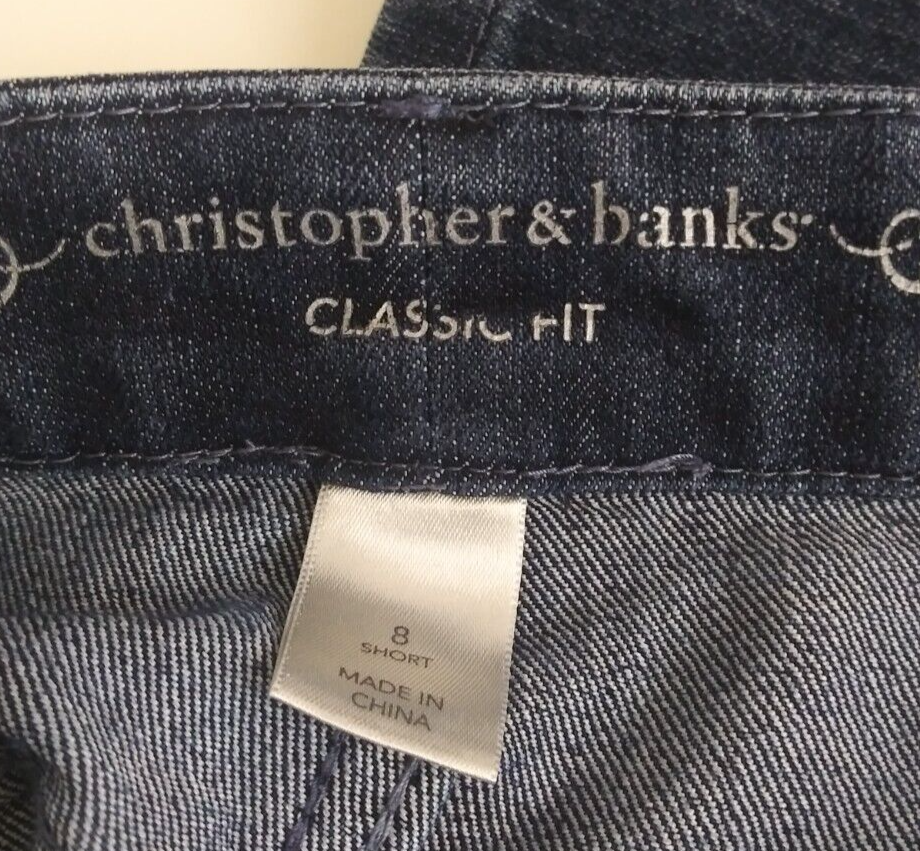 christopher & banks
CLASSIC FIT
8
SHORT
MADE IN
CHINA